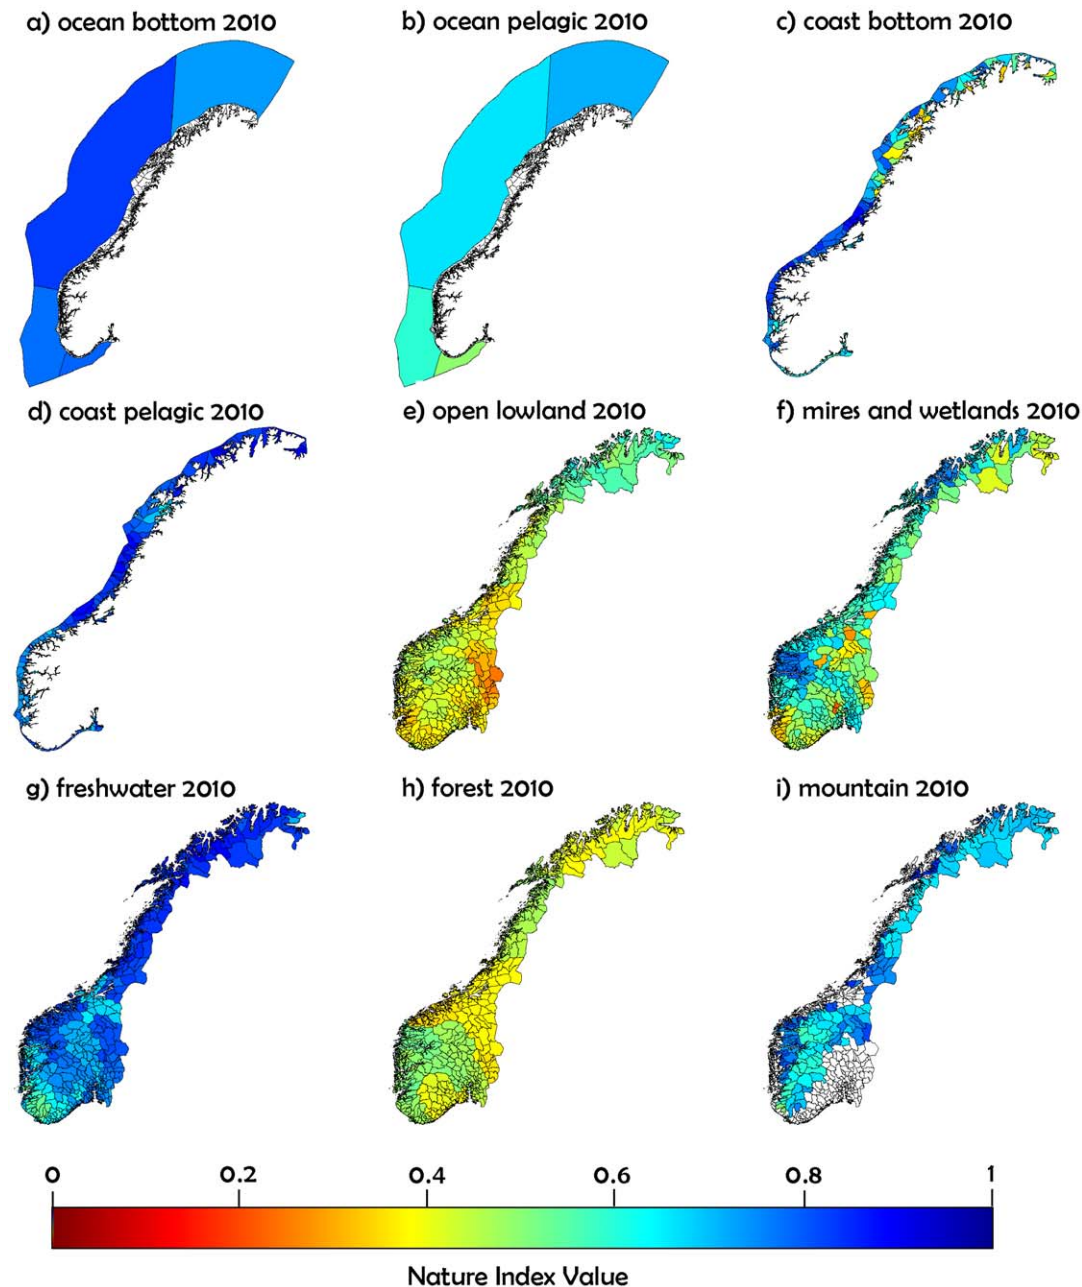 a) ocean bottom 2010
b) ocean pelagic 2010
c) coast bottom 2010
d) coast pelagic 2010
e) open lowland 2010
f) mires and wetlands 2010
g) freshwater 2010
h) forest 2010
i) mountain 2010
0 0.2 0.4 0.6 0.8 1
Nature Index Value